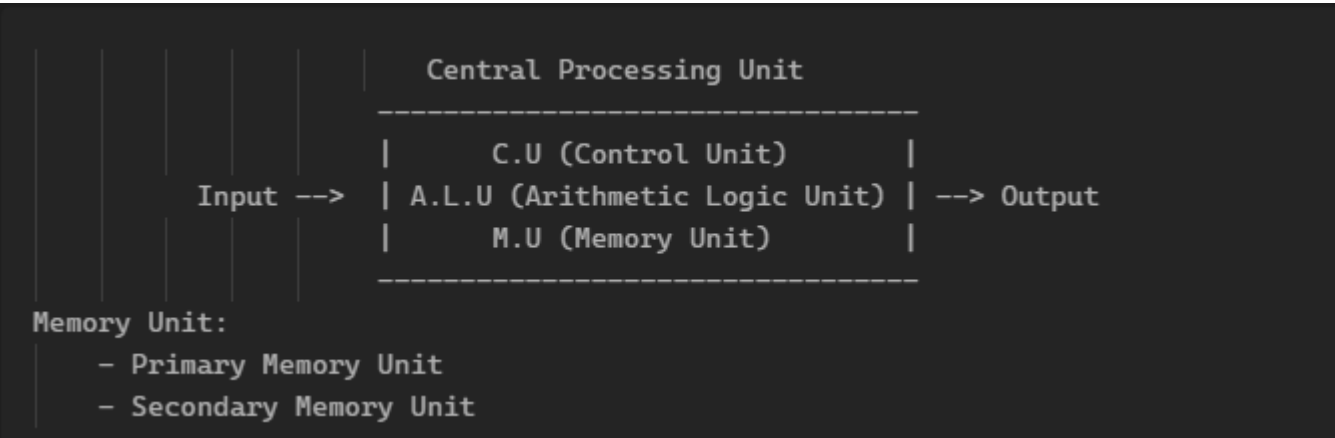 Central Processing Unit
---------------------------------
| C.U (Control Unit) |
Input --> | A.L.U (Arithmetic Logic Unit) | --> Output
| M.U (Memory Unit) |
---------------------------------
Memory Unit:
- Primary Memory Unit
- Secondary Memory Unit